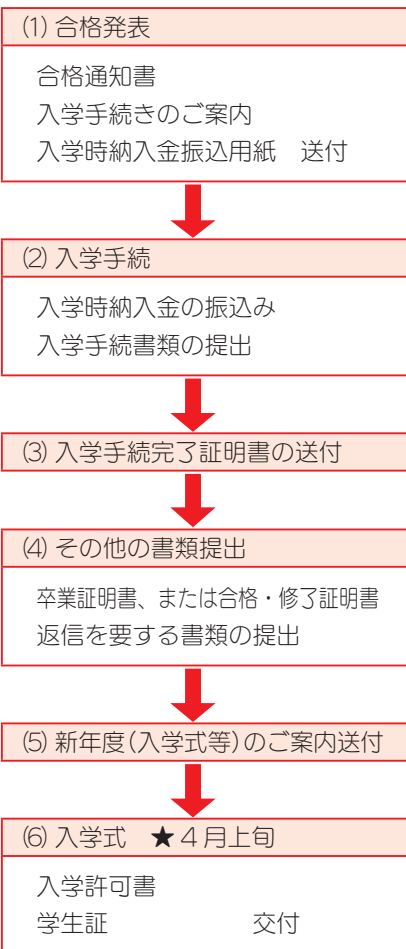 (1) 合格発表
合格通知書
入学手続きのご案内
入学時納入金振込用紙　送付
(2) 入学手続
入学時納入金の振込み
入学手続書類の提出
(3) 入学手続完了証明書の送付
(4) その他の書類提出
卒業証明書、または合格・修了証明書
返信を要する書類の提出
(5) 新年度(入学式等)のご案内送付
(6) 入学式　★４月上旬
入学許可書
学生証　　　　　　交付